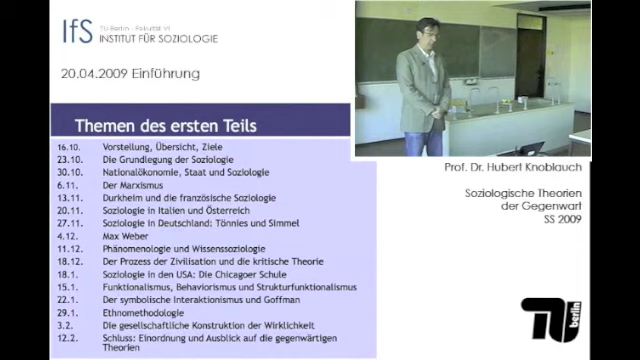 IfS
TU Berlin - Fakultät VI
INSTITUT FÜR SOZIOLOGIE
20.04.2009 Einführung
Themen des ersten Teils
16.10. Vorstellung, Übersicht, Ziele
23.10. Die Grundlegung der Soziologie
30.10. Nationalökonomie, Staat und Soziologie
6.11. Der Marxismus
13.11. Durkheim und die französische Soziologie
20.11. Soziologie in Italien und Österreich
27.11. Soziologie in Deutschland: Tönnies und Simmel
4.12. Max Weber
11.12. Phänomenologie und Wissenssoziologie
18.12. Der Prozess der Zivilisation und die kritische Theorie
18.1. Soziologie in den USA: Die Chicagoer Schule
15.1. Funktionalismus, Behaviorismus und Strukturfunktionalismus
22.1. Der symbolische Interaktionismus und Goffman
29.1. Ethnomethodologie
3.2. Die gesellschaftliche Konstruktion der Wirklichkeit
12.2. Schluss: Einordnung und Ausblick auf die gegenwärtigen
Theorien
Prof. Dr. Hubert Knoblauch
Soziologische Theorien
der Gegenwart
SS 2009
TU
berlin